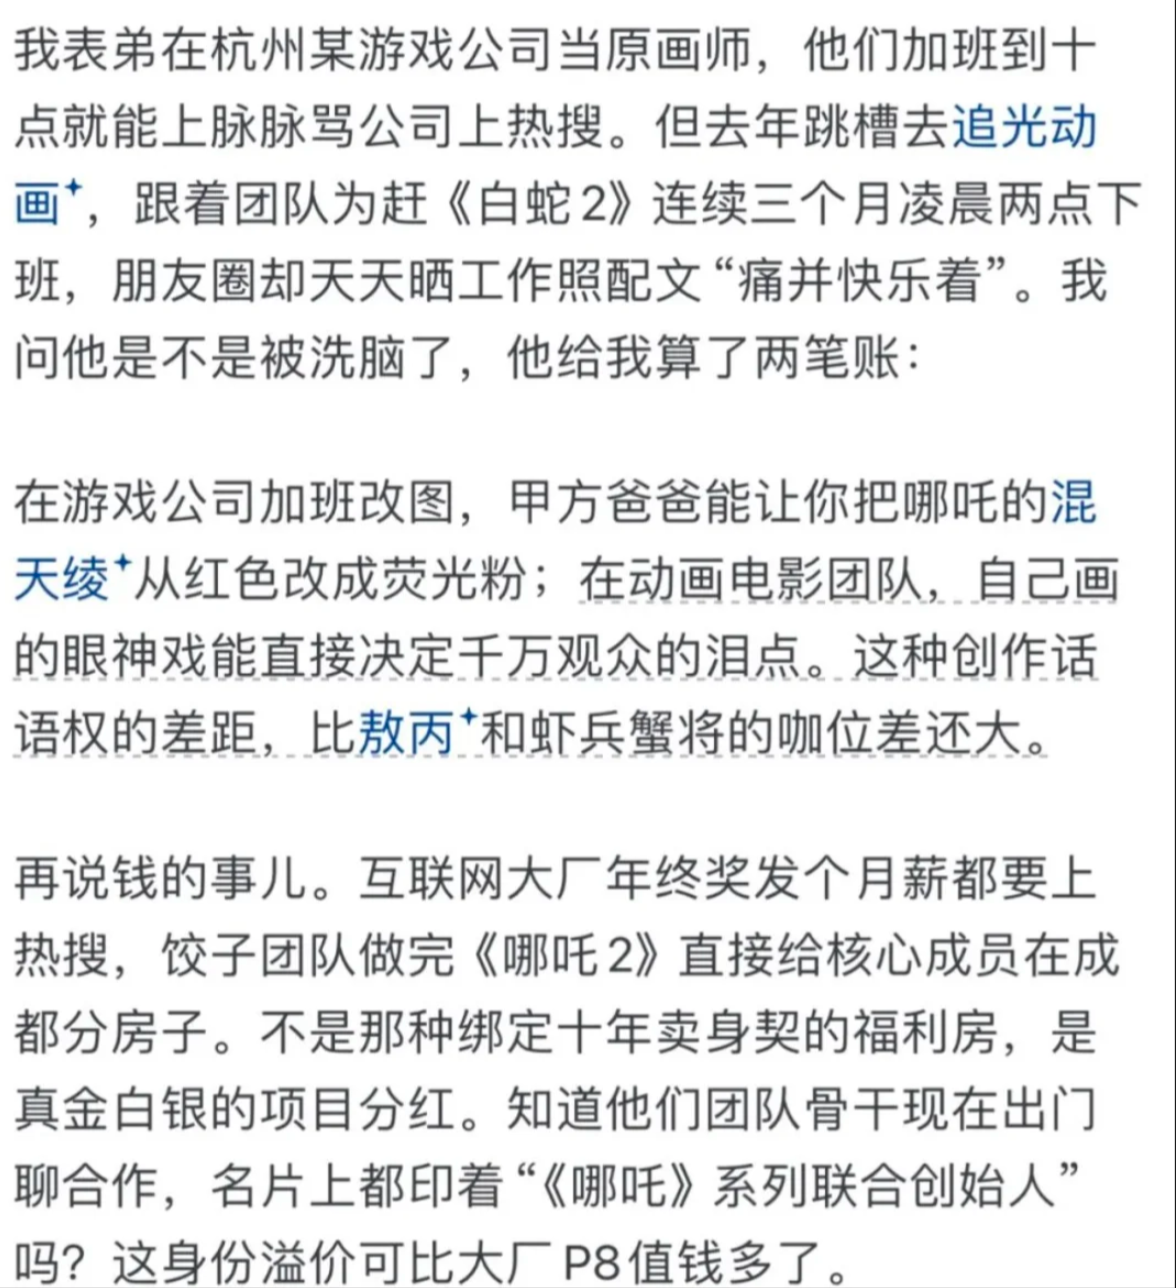 我表弟在杭州某游戏公司当原画师，他们加班到十
点就能上脉脉骂公司上热搜。但去年跳槽去追光动
画，跟着团队为赶《白蛇2》连续三个月凌晨两点下
班，朋友圈却天天晒工作照配文“痛并快乐着”。我
问他是不是被洗脑了，他给我算了两笔账：
在游戏公司加班改图，甲方爸爸能让你把哪吒的混
天绫从红色改成荧光粉；在动画电影团队，自己画
的眼神戏能直接决定千万观众的泪点。这种创作话
语权的差距，比敖丙和虾兵蟹将的咖位差还大。
再说钱的事儿。互联网大厂年终奖发个月薪都要上
热搜，饺子团队做完《哪吒2》直接给核心成员在成
都分房子。不是那种绑定十年卖身契的福利房，是
真金白银的项目分红。知道他们团队骨干现在出门
聊合作，名片上都印着“《哪吒》系列联合创始人”
吗？这身份溢价可比大厂P8值钱多了。